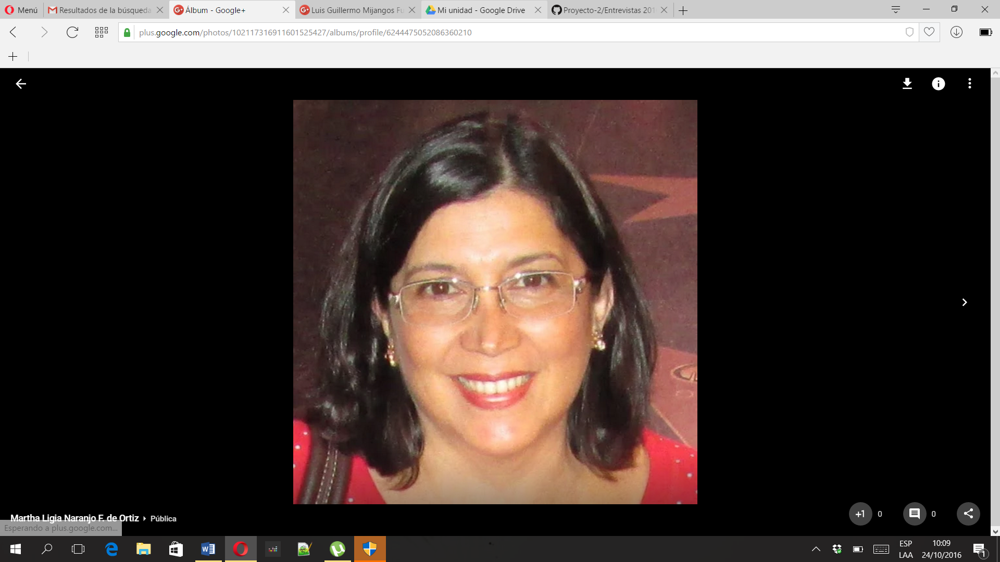 Menú
Resultados de la búsqueda
Álbum - Google+
Luis Guillermo Mijangos Fu
Mi unidad - Google Drive
Proyecto-2/Entrevistas 201
plus.google.com/photos/102117316911601525427/albums/profile/6244475052086360210
Martha Ligia Naranjo F. de Ortiz
Pública
+1 0
0
Esperando a plus.google.com...
ESP
LAA
10:09
24/10/2016
1